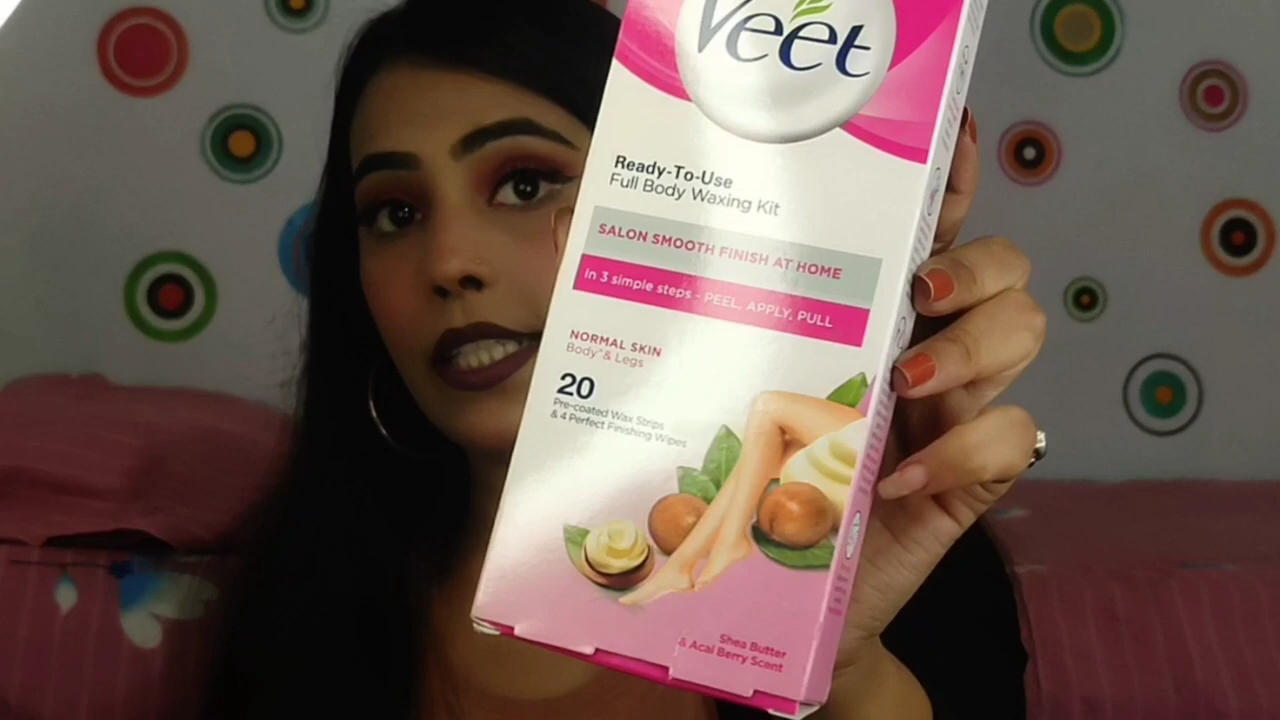 Veet
Ready-To-Use
Full Body Waxing Kit
SALON SMOOTH FINISH AT HOME
In 3 simple steps - PEEL, APPLY, PULL
NORMAL SKIN
Body* & Legs
20
Pre-coated Wax Strips
& 4 Perfect Finishing Wipes
Shea Butter
& Acai Berry Scent